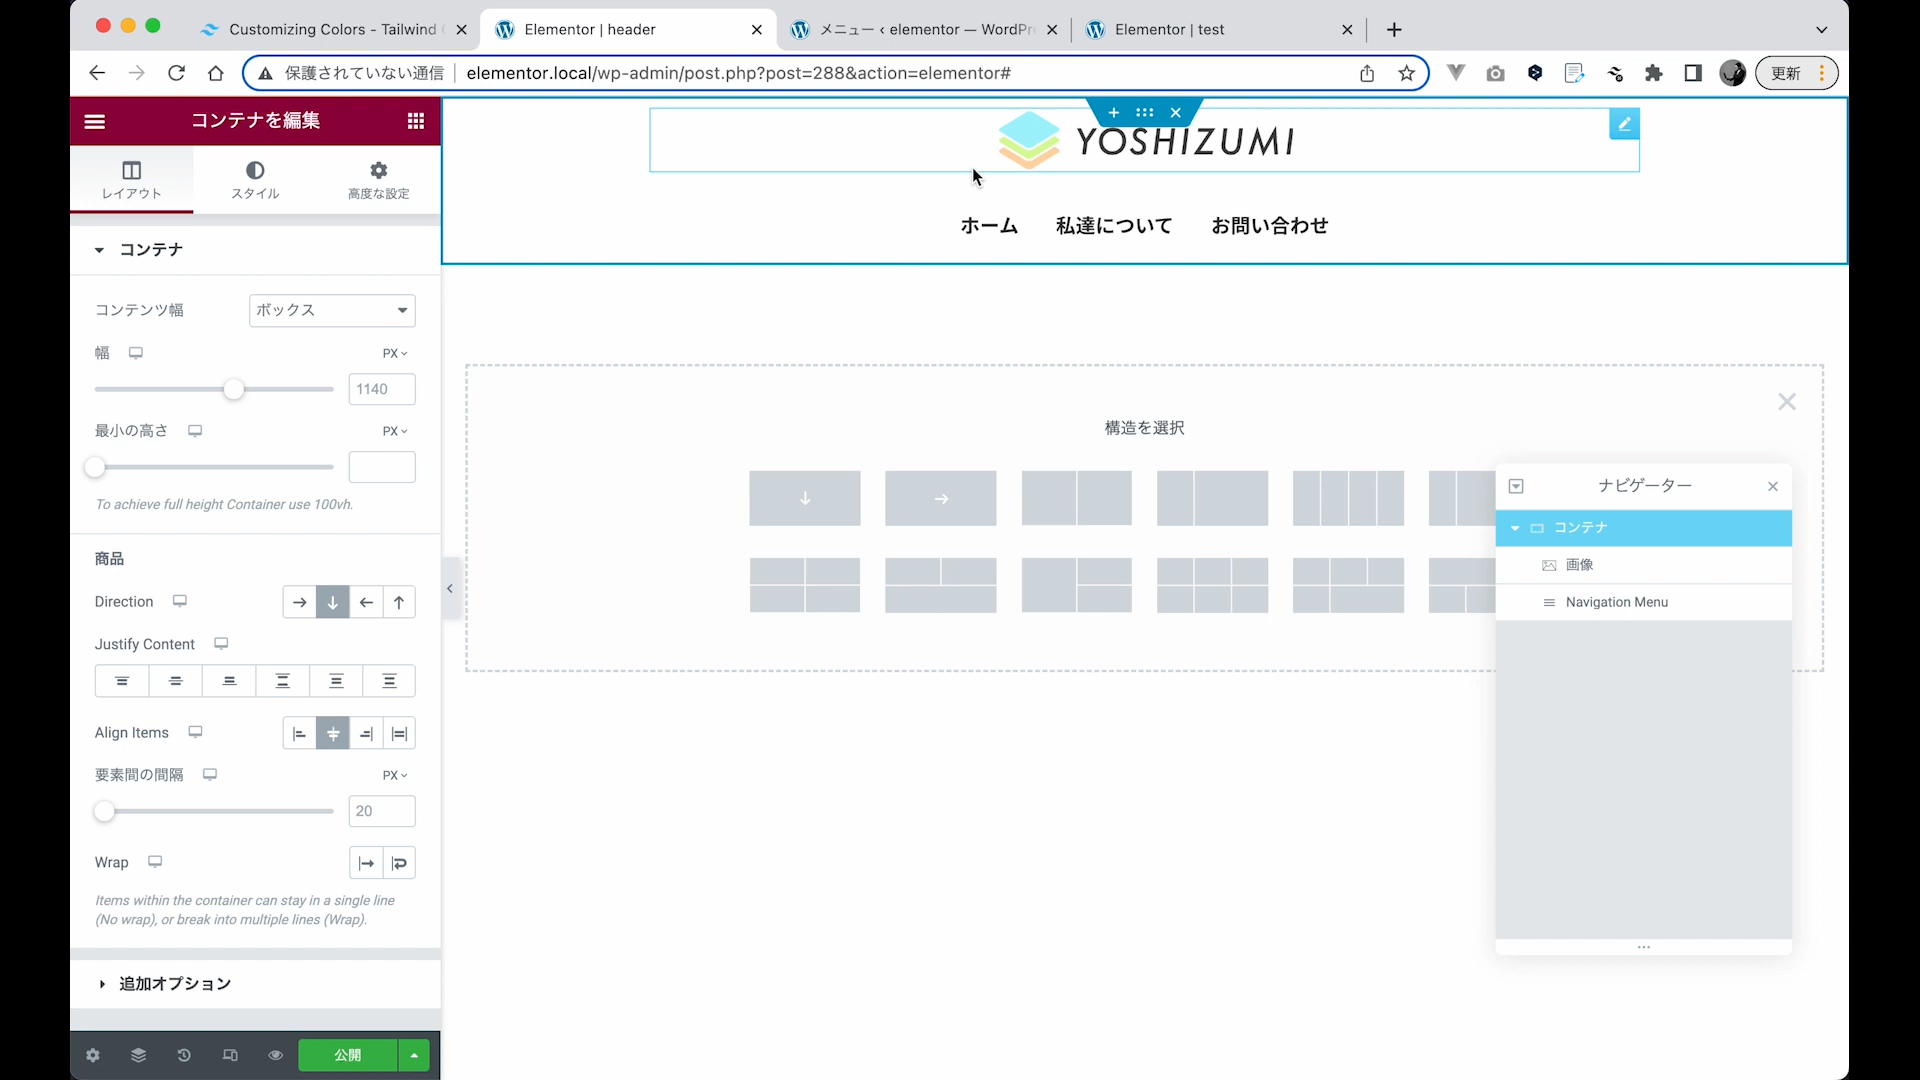 Customizing Colors - Tailwind
Elementor | header
メニュー ‹ elementor — WordPr
Elementor | test
保護されていない通信
elementor.local/wp-admin/post.php?post=288&action=elementor#
更新
コンテナを編集
レイアウト
スタイル
高度な設定
コンテナ
コンテンツ幅
ボックス
幅
PX
1140
最小の高さ
PX
To achieve full height Container use 100vh.
商品
Direction
Justify Content
Align Items
要素間の間隔
PX
20
Wrap
Items within the container can stay in a single line
(No wrap), or break into multiple lines (Wrap).
追加オプション
公開
YOSHIZUMI
ホーム
私達について
お問い合わせ
構造を選択
ナビゲーター
コンテナ
画像
Navigation Menu